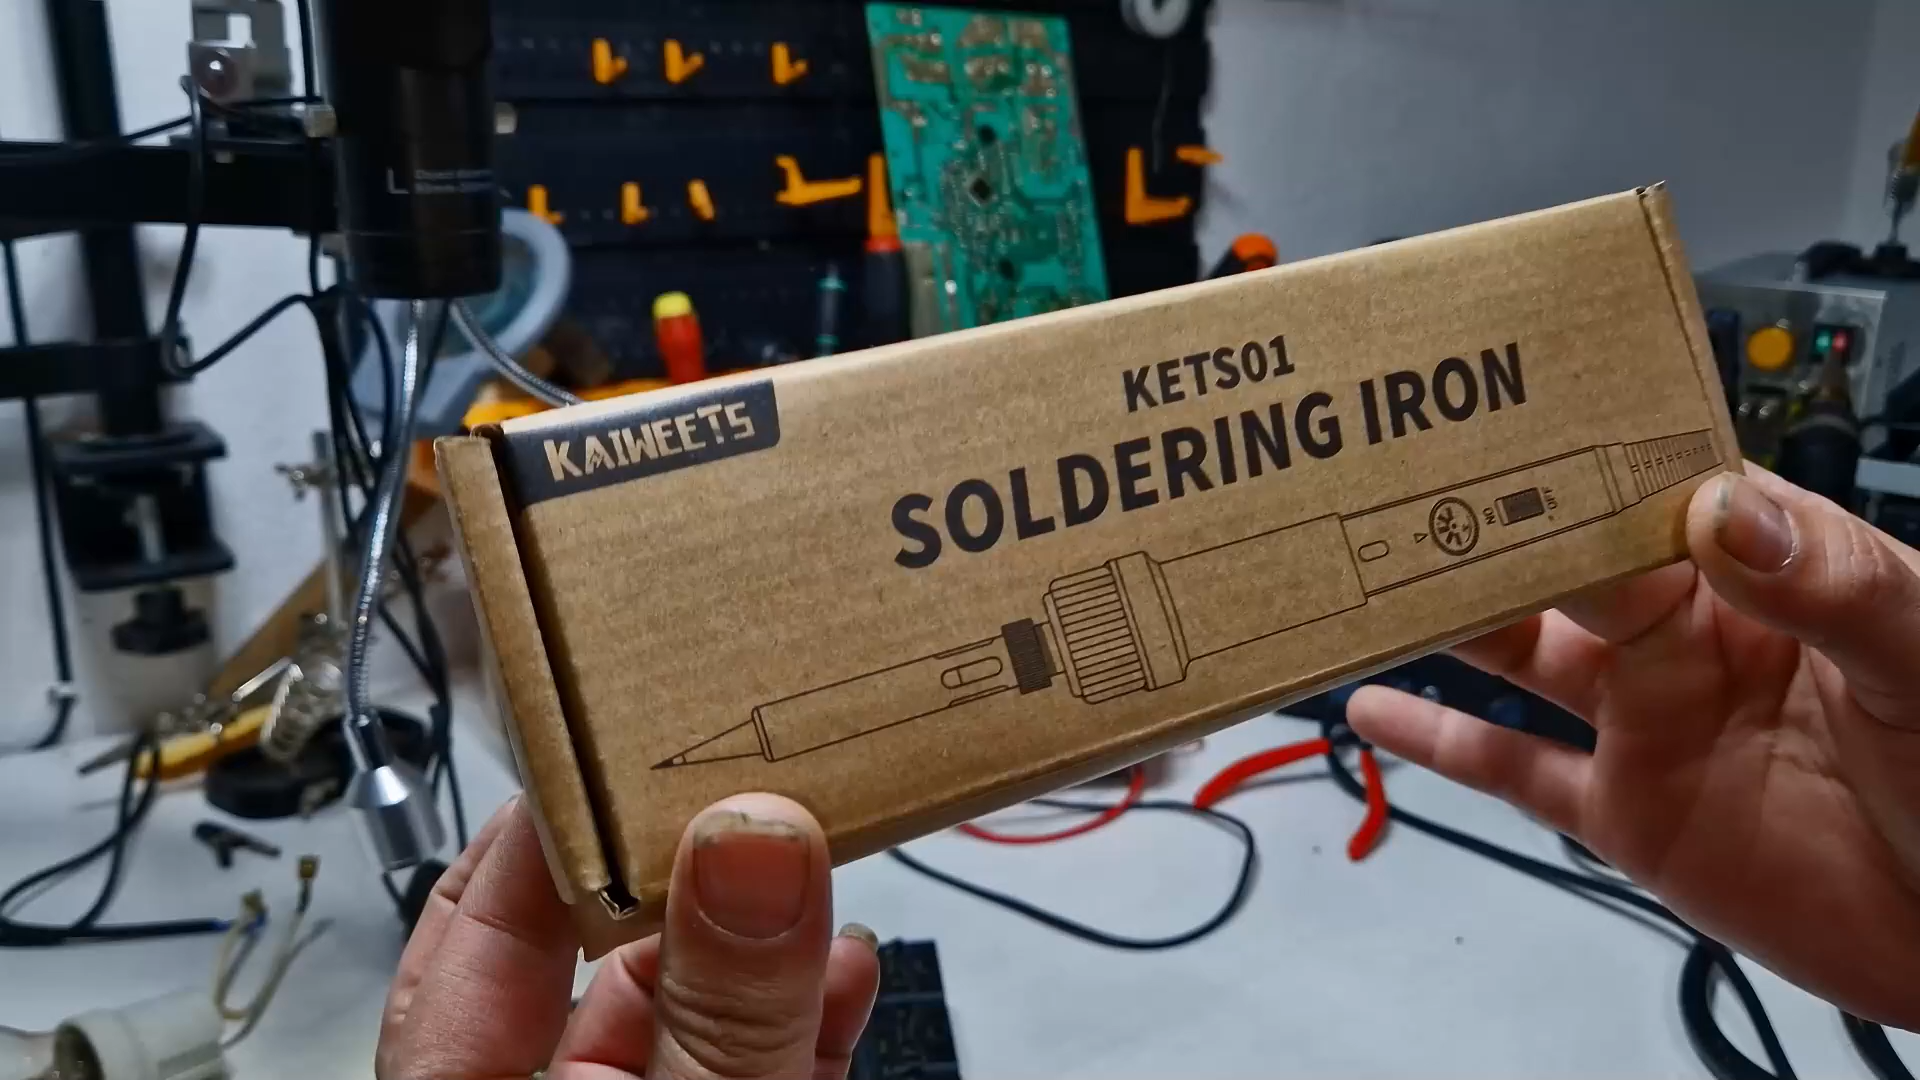 KAIWEETS
KETS01
SOLDERING IRON
ON
OFF